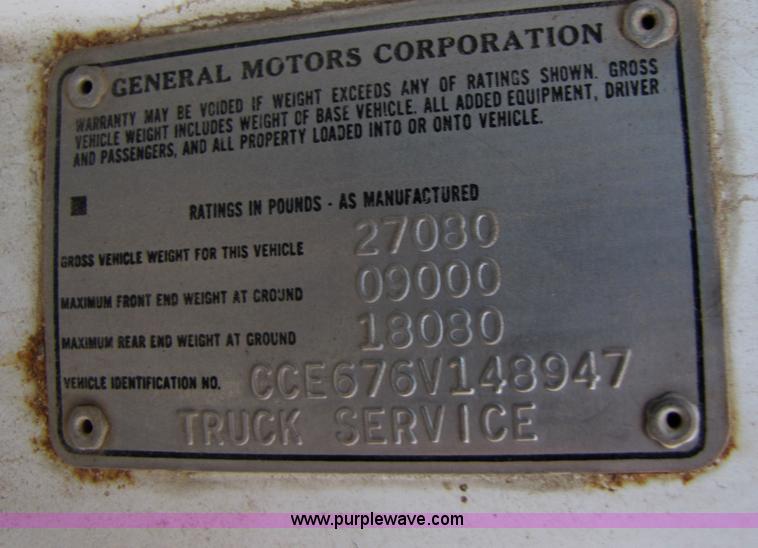 GENERAL MOTORS CORPORATION
WARRANTY MAY BE VOIDED IF WEIGHT EXCEEDS ANY OF RATINGS SHOWN. GROSS
VEHICLE WEIGHT INCLUDES WEIGHT OF BASE VEHICLE. ALL ADDED EQUIPMENT, DRIVER
AND PASSENGERS, AND ALL PROPERTY LOADED INTO OR ONTO VEHICLE.
RATINGS IN POUNDS - AS MANUFACTURED
GROSS VEHICLE WEIGHT FOR THIS VEHICLE 27080
MAXIMUM FRONT END WEIGHT AT GROUND 09000
MAXIMUM REAR END WEIGHT AT GROUND 18080
VEHICLE IDENTIFICATION NO. CCE676V148947
TRUCK SERVICE
www.purplewave.com